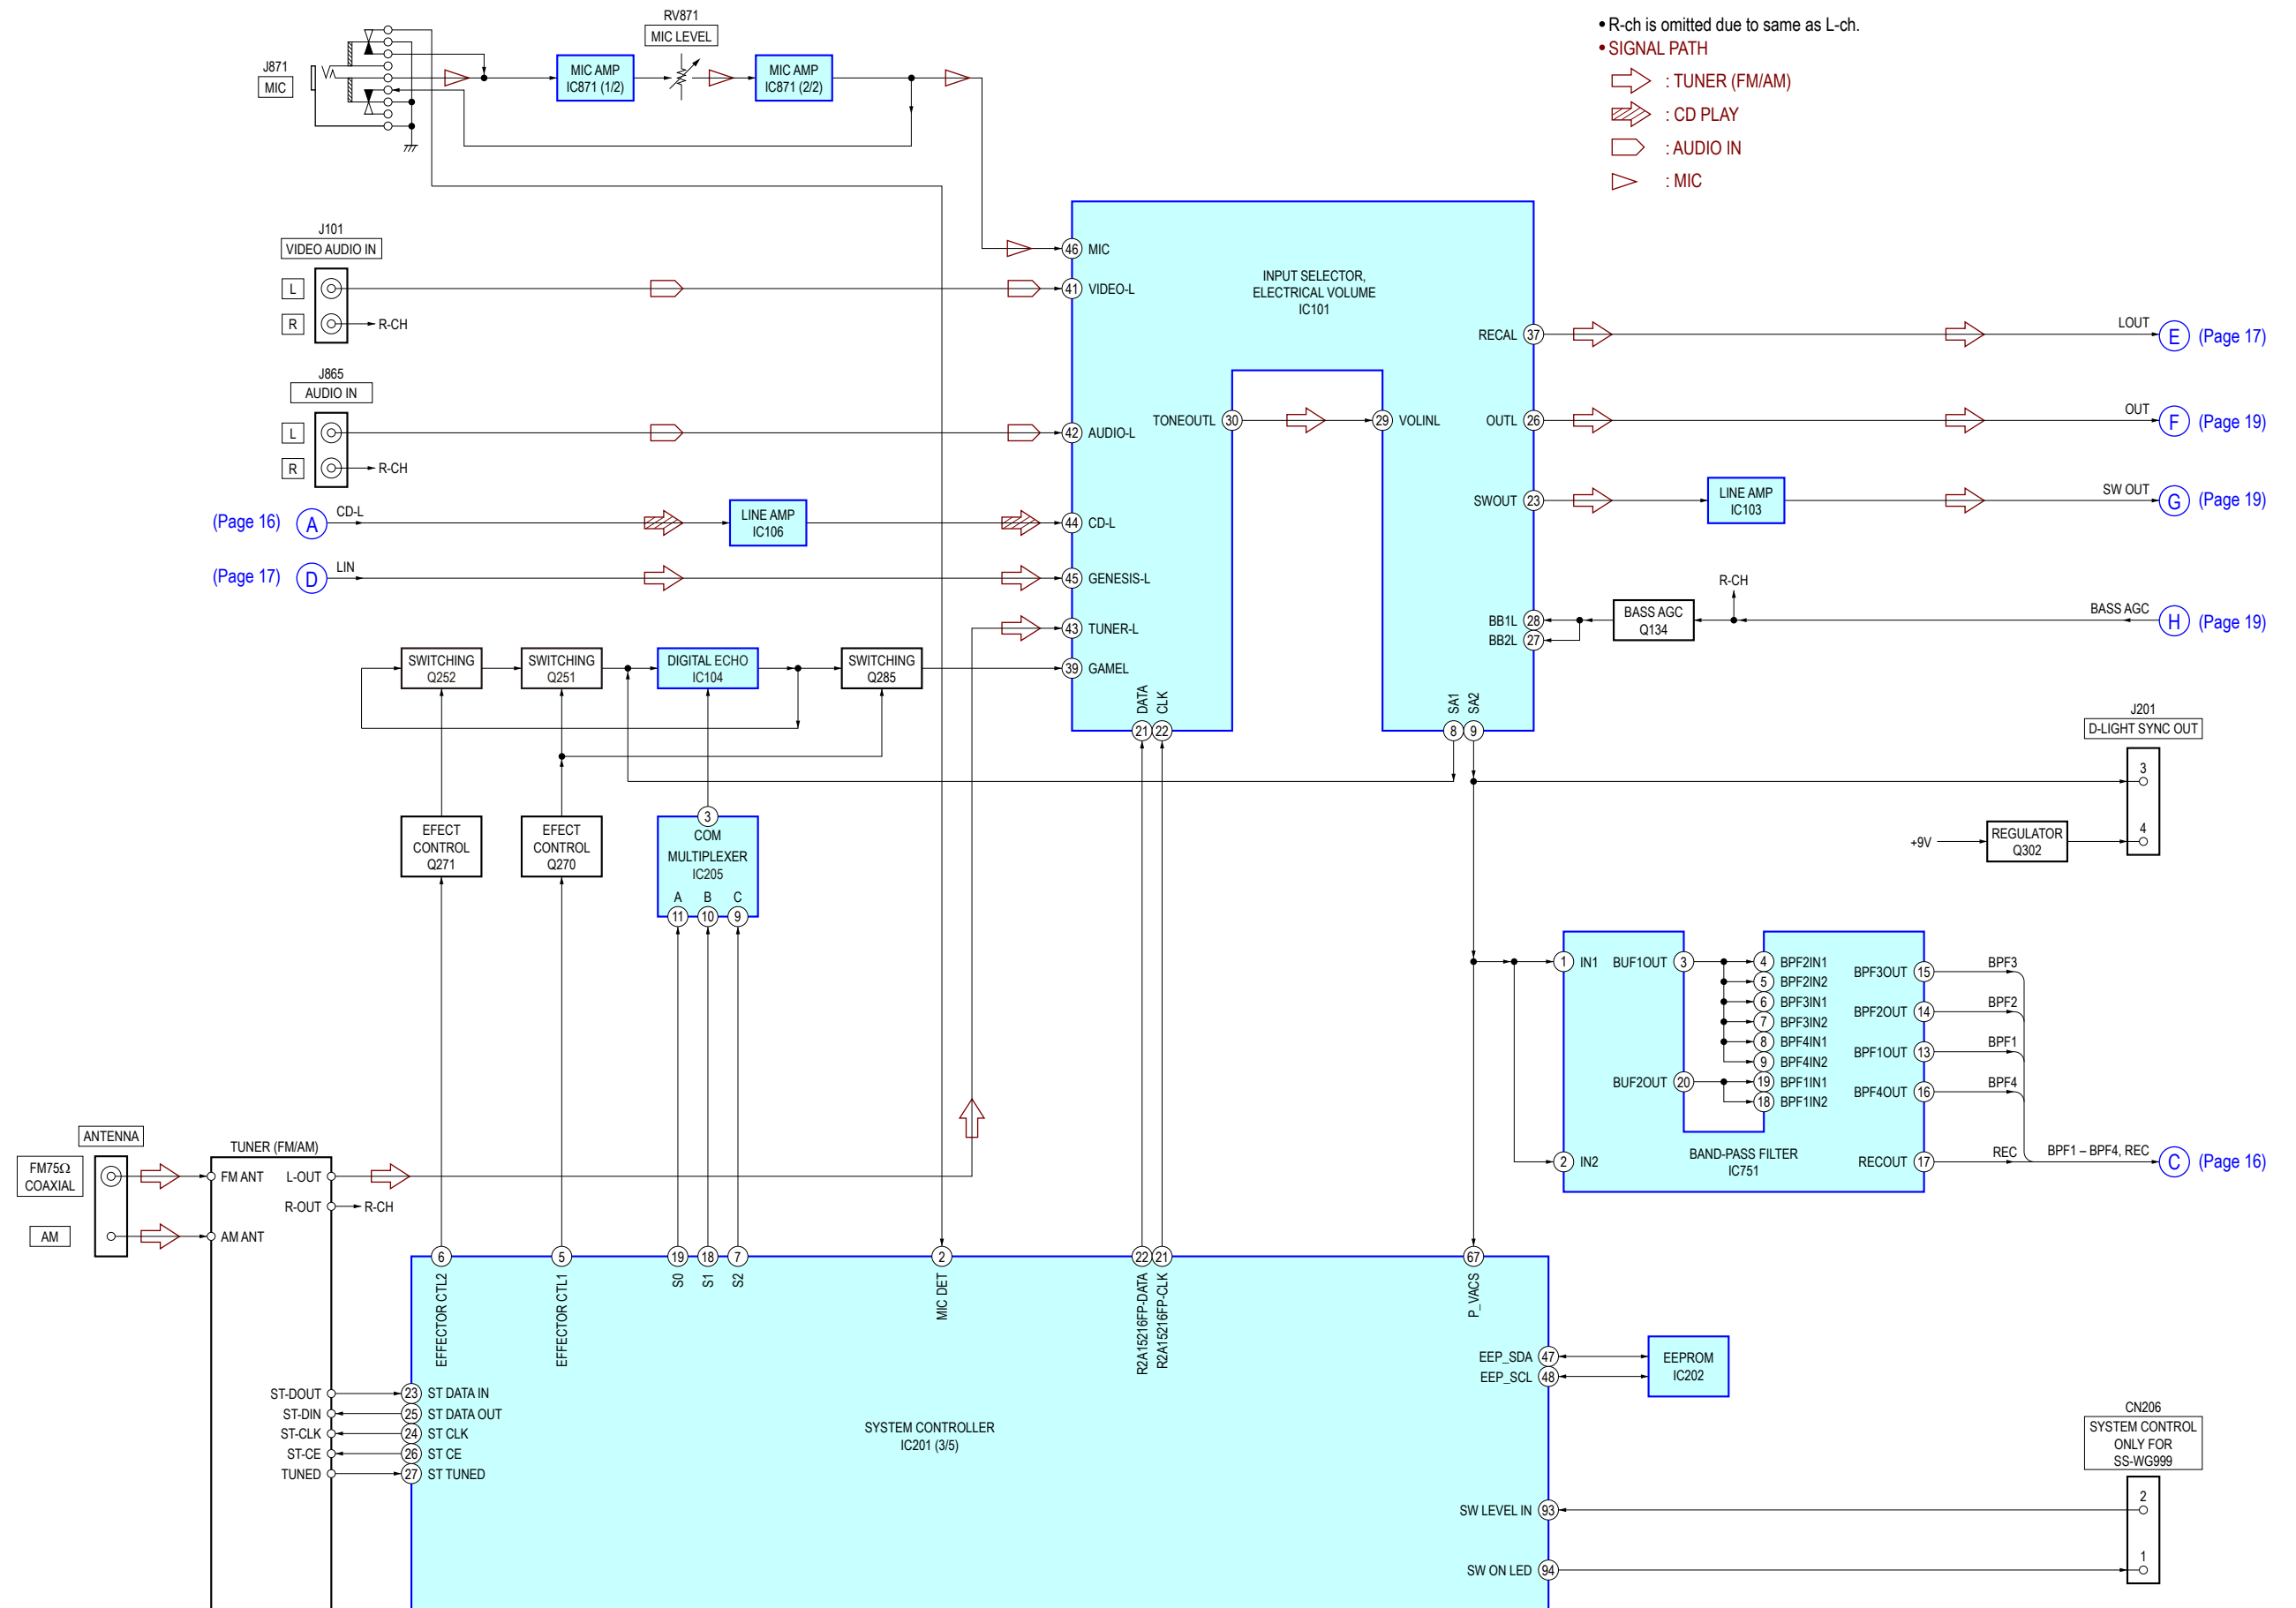 • R-ch is omitted due to same as L-ch.
• SIGNAL PATH
: TUNER (FM/AM)
: CD PLAY
: AUDIO IN
: MIC
RV871
MIC LEVEL
J871
MIC
MIC AMP
IC871 (1/2)
MIC AMP
IC871 (2/2)
J101
VIDEO AUDIO IN
L
R
R-CH
J865
AUDIO IN
L
R
R-CH
(Page 16) A CD-L
LINE AMP
IC106
(Page 17) D LIN
INPUT SELECTOR,
ELECTRICAL VOLUME
IC101
46 MIC
41 VIDEO-L
42 AUDIO-L
44 CD-L
45 GENESIS-L
43 TUNER-L
39 GAMEL
TONEOUTL 30
29 VOLINL
RECAL 37
OUTL 26
SWOUT 23
BB1L 28
BB2L 27
DATA 21
CLK 22
SA1 8
SA2 9
LOUT E (Page 17)
OUT F (Page 19)
LINE AMP
IC103
SW OUT G (Page 19)
R-CH
BASS AGC
Q134
BASS AGC H (Page 19)
SWITCHING
Q252
SWITCHING
Q251
DIGITAL ECHO
IC104
SWITCHING
Q285
J201
D-LIGHT SYNC OUT
3
4
+9V
REGULATOR
Q302
EFECT
CONTROL
Q271
EFECT
CONTROL
Q270
3
COM
MULTIPLEXER
IC205
A B C
11 10 9
1 IN1
2 IN2
BUF1OUT 3
BUF2OUT 20
4 BPF2IN1
5 BPF2IN2
6 BPF3IN1
7 BPF3IN2
8 BPF4IN1
9 BPF4IN2
19 BPF1IN1
18 BPF1IN2
BPF3OUT 15 BPF3
BPF2OUT 14 BPF2
BPF1OUT 13 BPF1
BPF4OUT 16 BPF4
RECOUT 17 REC
BAND-PASS FILTER
IC751
BPF1 – BPF4, REC C (Page 16)
ANTENNA
FM75Ω
COAXIAL
AM
TUNER (FM/AM)
FM ANT
AM ANT
L-OUT
R-OUT
R-CH
ST-DOUT
ST-DIN
ST-CLK
ST-CE
TUNED
6 EFFECTOR CTL2
5 EFFECTOR CTL1
19 S0
18 S1
7 S2
2 MIC DET
22 R2A15216FP-DATA
21 R2A15216FP-CLK
67 P_VACS
23 ST DATA IN
25 ST DATA OUT
24 ST CLK
26 ST CE
27 ST TUNED
SYSTEM CONTROLLER
IC201 (3/5)
EEP_SDA 47
EEP_SCL 48
EEPROM
IC202
SW LEVEL IN 93
SW ON LED 94
CN206
SYSTEM CONTROL
ONLY FOR
SS-WG999
2
1